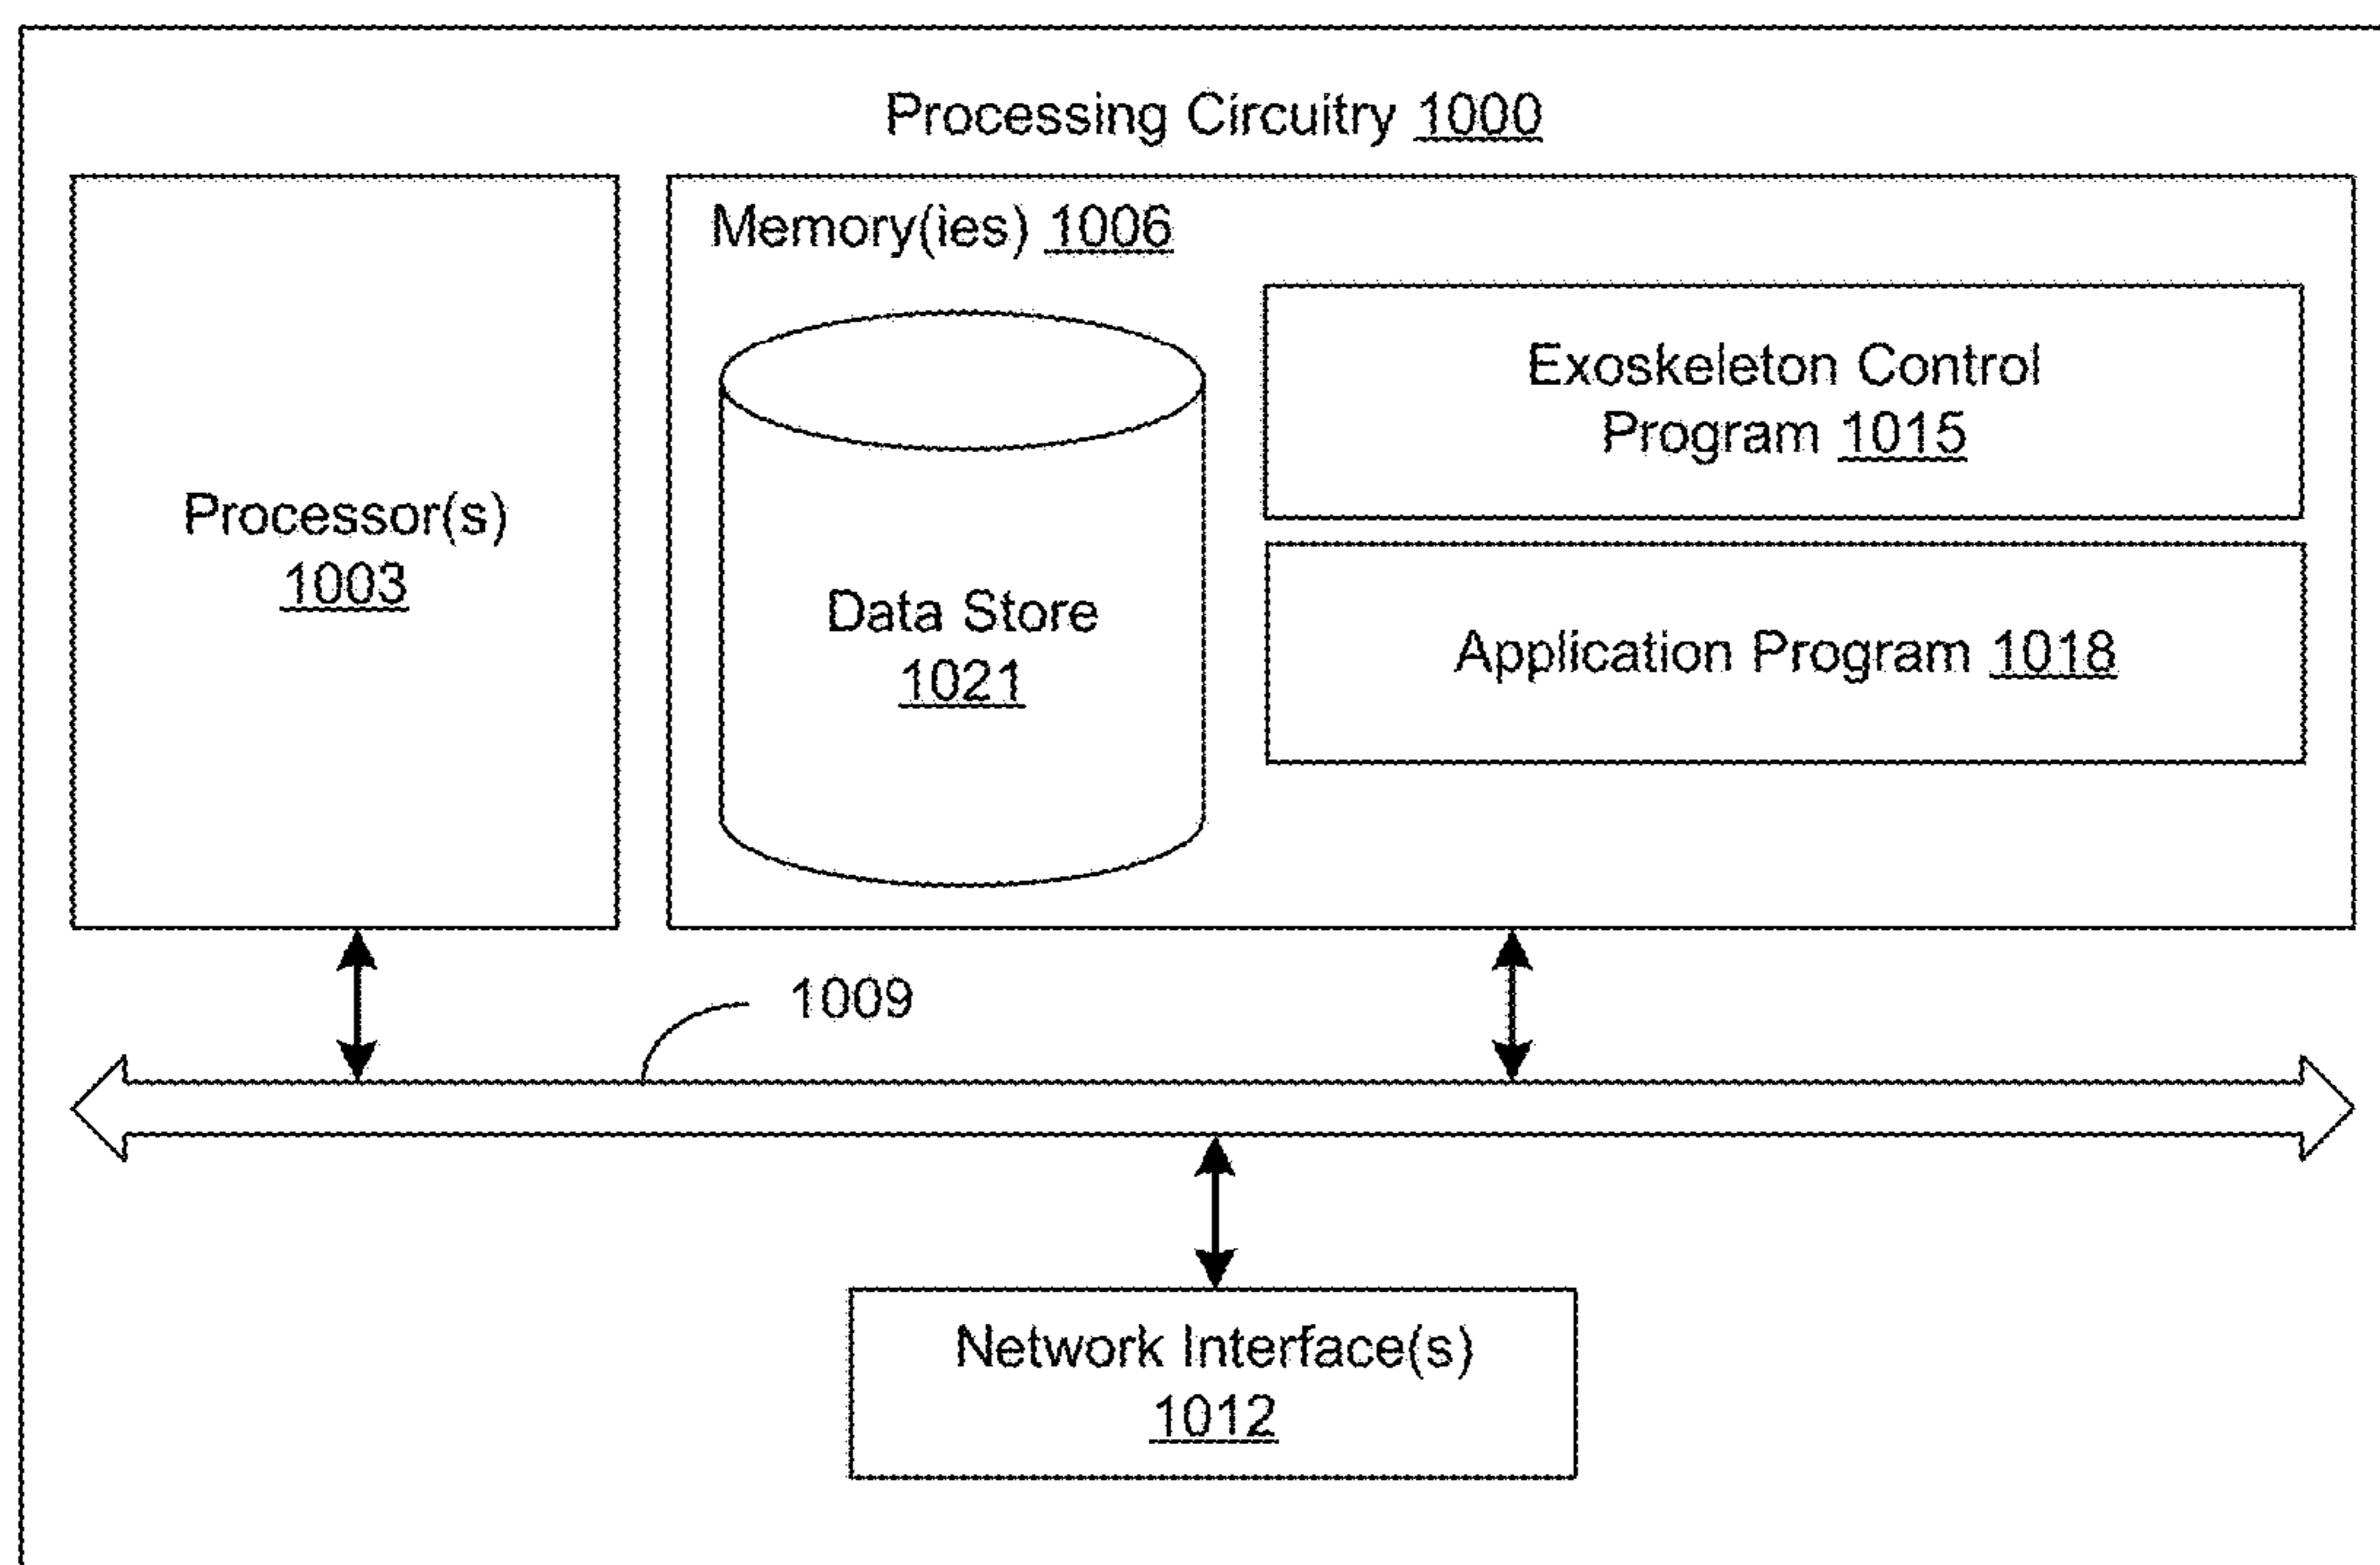 Processing Circuitry 1000
Memory(ies) 1006
Processor(s)
1003
Data Store
1021
Exoskeleton Control
Program 1015
Application Program 1018
1009
Network Interface(s)
1012